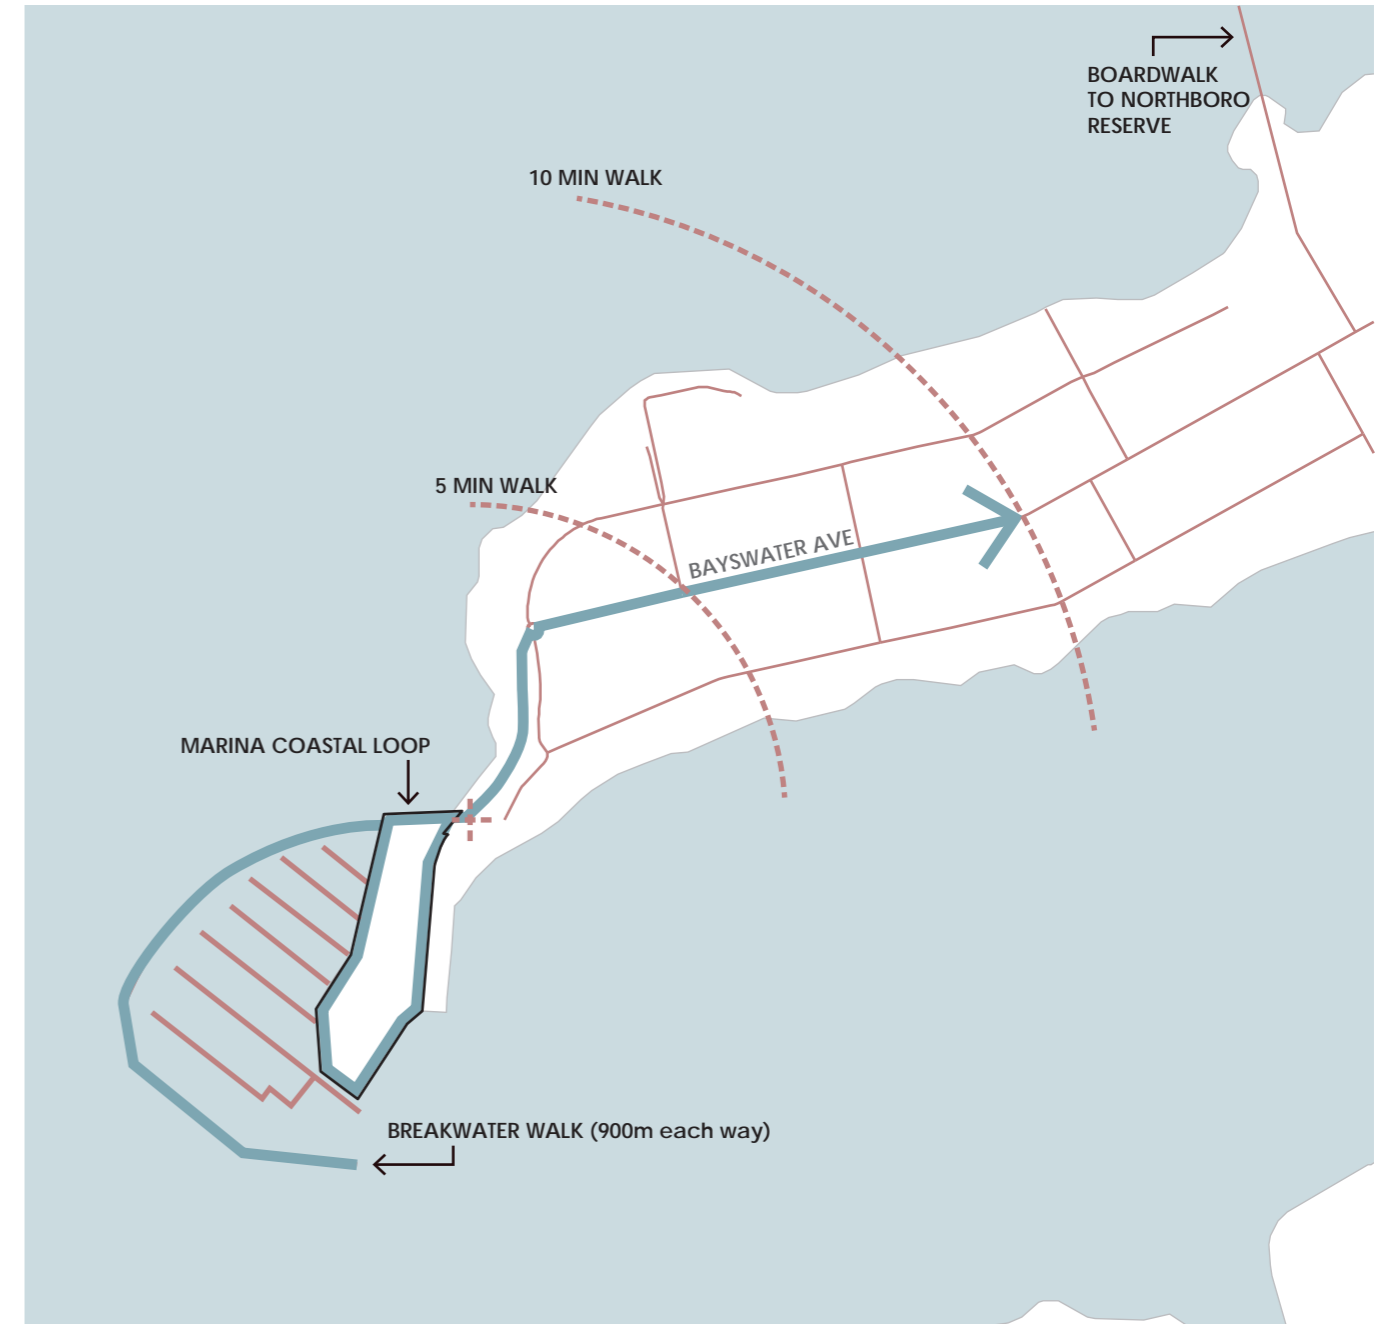 BOARDWALK
TO NORTHBORO
RESERVE
10 MIN WALK
5 MIN WALK
BAYSWATER AVE
MARINA COASTAL LOOP
BREAKWATER WALK (900m each way)